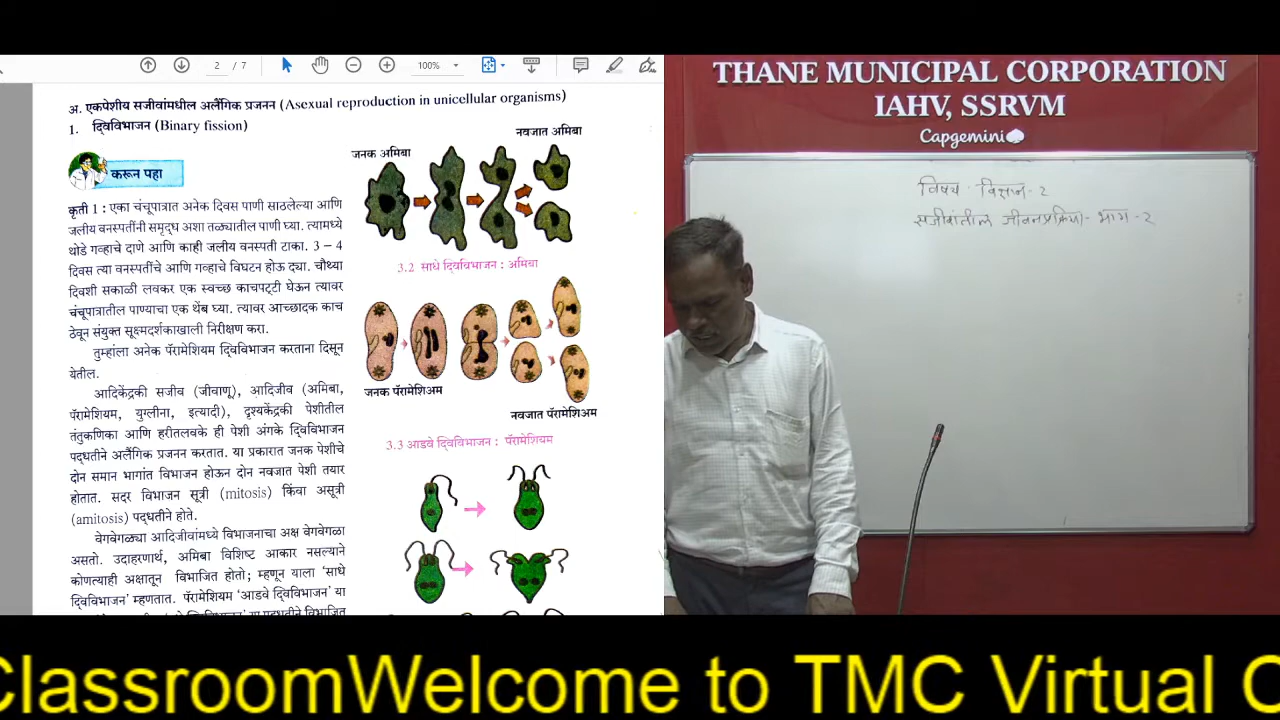 2 / 7
100%
अ. एकपेशीय सजीवांमधील अलैंगिक प्रजनन (Asexual reproduction in unicellular organisms)
1. द्विविभाजन (Binary fission)
करून पहा
कृती 1 : एका चंचूपात्रात अनेक दिवस पाणी साठलेल्या आणि
जलीय वनस्पतींनी समृद्ध अशा तळ्यातील पाणी घ्या. त्यामध्ये
थोडे गव्हाचे दाणे आणि काही जलीय वनस्पती टाका. 3 – 4
दिवस त्या वनस्पतींचे आणि गव्हाचे विघटन होऊ द्या. चौथ्या
दिवशी सकाळी लवकर एक स्वच्छ काचपट्टी घेऊन त्यावर
चंचूपात्रातील पाण्याचा एक थेंब घ्या. त्यावर आच्छादक काच
ठेवून संयुक्त सूक्ष्मदर्शकाखाली निरीक्षण करा.
तुम्हांला अनेक पॅरामेशियम द्विविभाजन करताना दिसून
येतील.
आदिकेंद्रकी सजीव (जीवाणू), आदिजीव (अमिबा,
पॅरामेशियम, युग्लीना, इत्यादी), दृश्यकेंद्रकी पेशीतील
तंतुकणिका आणि हरीतलवके ही पेशी अंगके द्विविभाजन
पद्धतीने अलैंगिक प्रजनन करतात. या प्रकारात जनक पेशीचे
दोन समान भागांत विभाजन होऊन दोन नवजात पेशी तयार
होतात. सदर विभाजन सूत्री (mitosis) किंवा असूत्री
(amitosis) पद्धतीने होते.
वेगवेगळ्या आदिजीवांमध्ये विभाजनाचा अक्ष वेगवेगळा
असतो. उदाहरणार्थ, अमिबा विशिष्ट आकार नसल्याने
कोणत्याही अक्षातून विभाजित होतो; म्हणून याला ‘साधे
द्विविभाजन’ म्हणतात. पॅरामेशियम ‘आडवे द्विविभाजन’ या
नवजात अमिबा
जनक अमिबा
3.2 साधे द्विविभाजन : अमिबा
जनक पॅरामेशिअम
नवजात पॅरामेशिअम
3.3 आडवे द्विविभाजन : पॅरामेशियम
THANE MUNICIPAL CORPORATION
IAHV, SSRVM
Capgemini
विषय - विज्ञान - २
सजीवांतील जीवनप्रक्रिया - भाग - २
ClassroomWelcome to TMC Virtual C